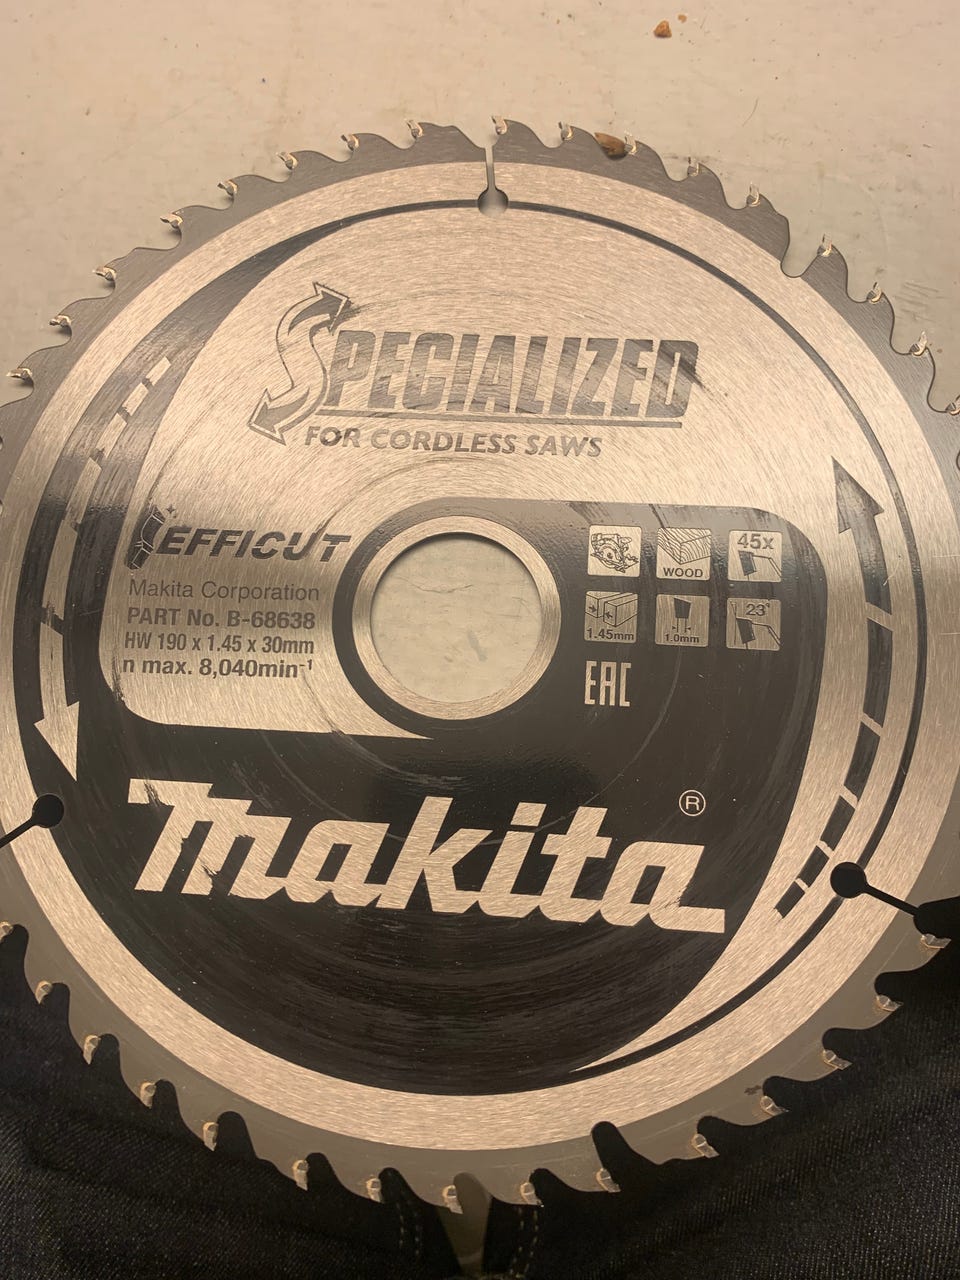 SPECIALIZED
FOR CORDLESS SAWS
EFFICUT
Makita Corporation
PART No. B-68638
HW 190 x 1.45 x 30mm
n max. 8,040min⁻¹
WOOD
45x
1.45mm
1.0mm
23°
EAC
makita®